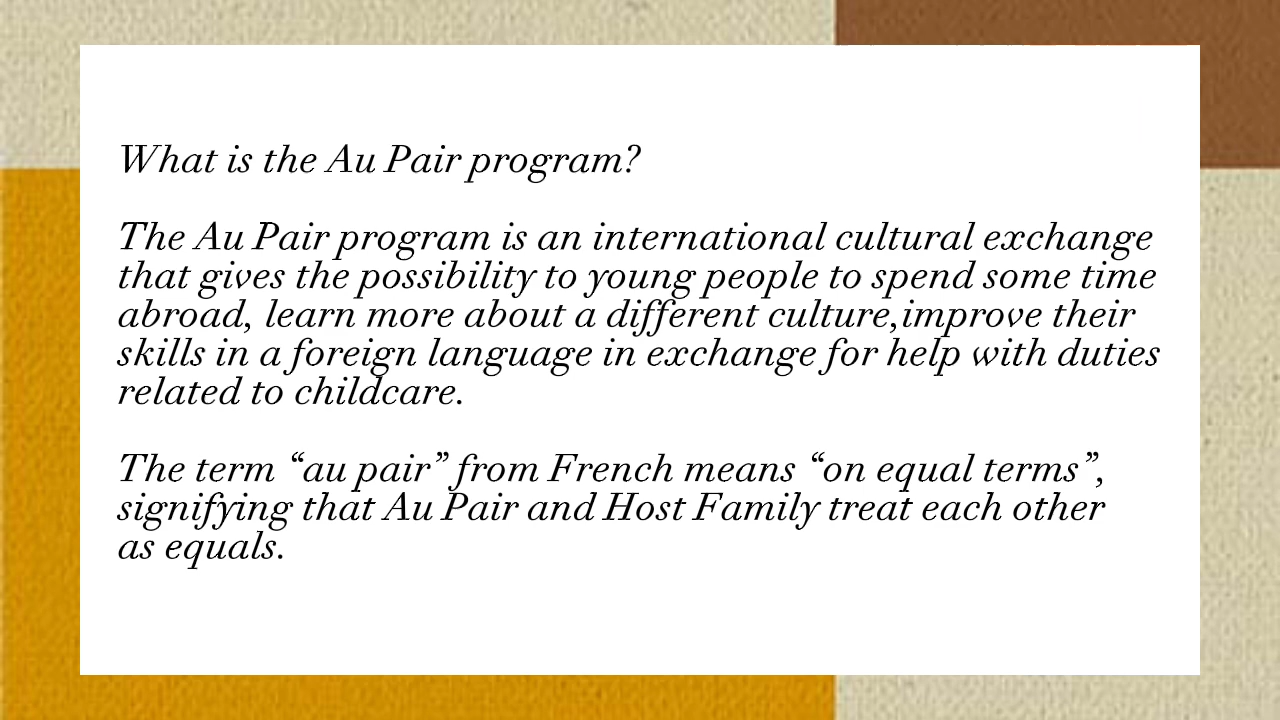 What is the Au Pair program?
The Au Pair program is an international cultural exchange
that gives the possibility to young people to spend some time
abroad, learn more about a different culture,improve their
skills in a foreign language in exchange for help with duties
related to childcare.
The term “au pair” from French means “on equal terms”,
signifying that Au Pair and Host Family treat each other
as equals.